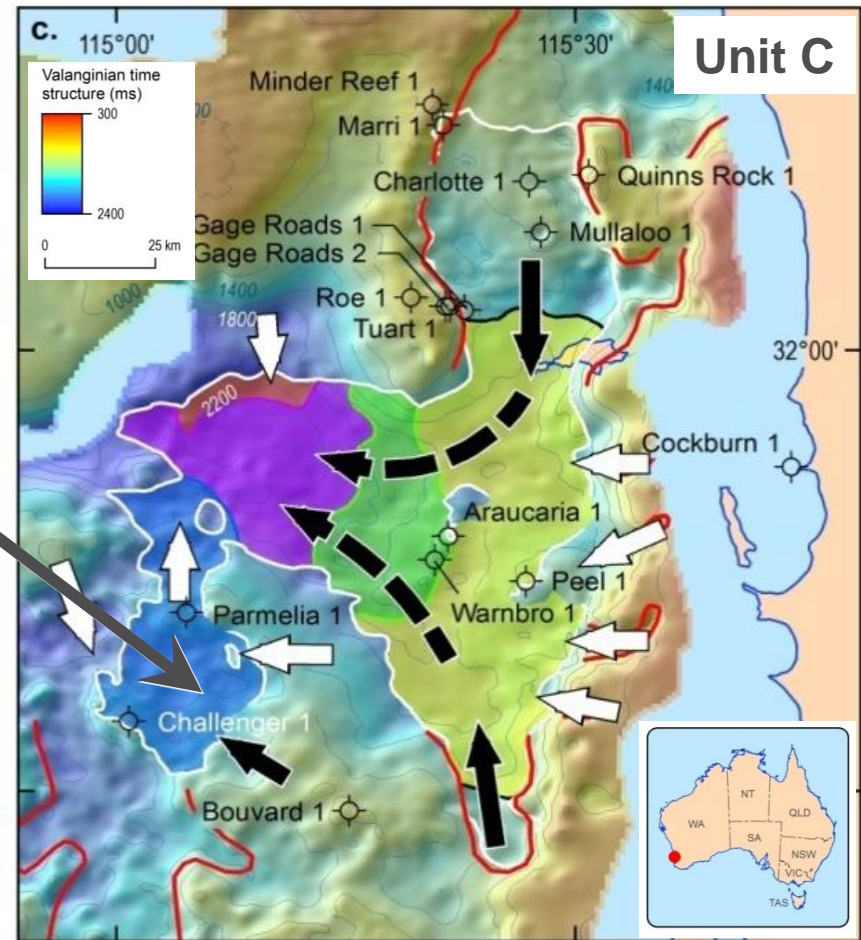 c.
115°00'
115°30'
Unit C
Valanginian time
structure (ms)
300
2400
0
25 km
Minder Reef 1
Marri 1
Charlotte 1
Quinns Rock 1
Mullaloo 1
Gage Roads 1
Gage Roads 2
Roe 1
Tuart 1
1000
1400
1800
32°00'
2200
Cockburn 1
Araucaria 1
Peel 1
Warnbro 1
Parmelia 1
Challenger 1
Bouvard 1
WA
NT
QLD
SA
NSW
VIC
TAS